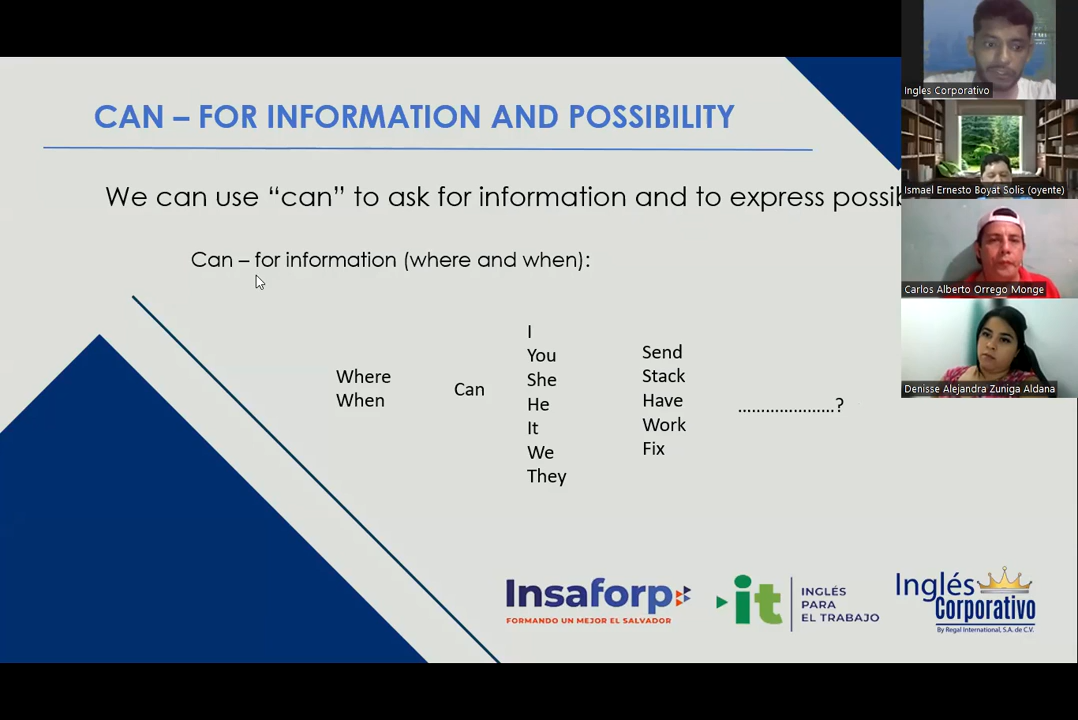 CAN – FOR INFORMATION AND POSSIBILITY
We can use “can” to ask for information and to express
Can – for information (where and when):
Where
When
Can
I
You
She
He
It
We
They
Send
Stack
Have
Work
Fix
.....................?
Insaforp
FORMANDO UN MEJOR EL SALVADOR
it
INGLÉS
PARA
EL TRABAJO
Inglés
Corporativo
By Regal International, S.A. de C.V.
Ingles Corporativo
Ismael Ernesto Boyat Solis (oyente)
Carlos Alberto Orrego Monge
Denisse Alejandra Zuniga Aldana